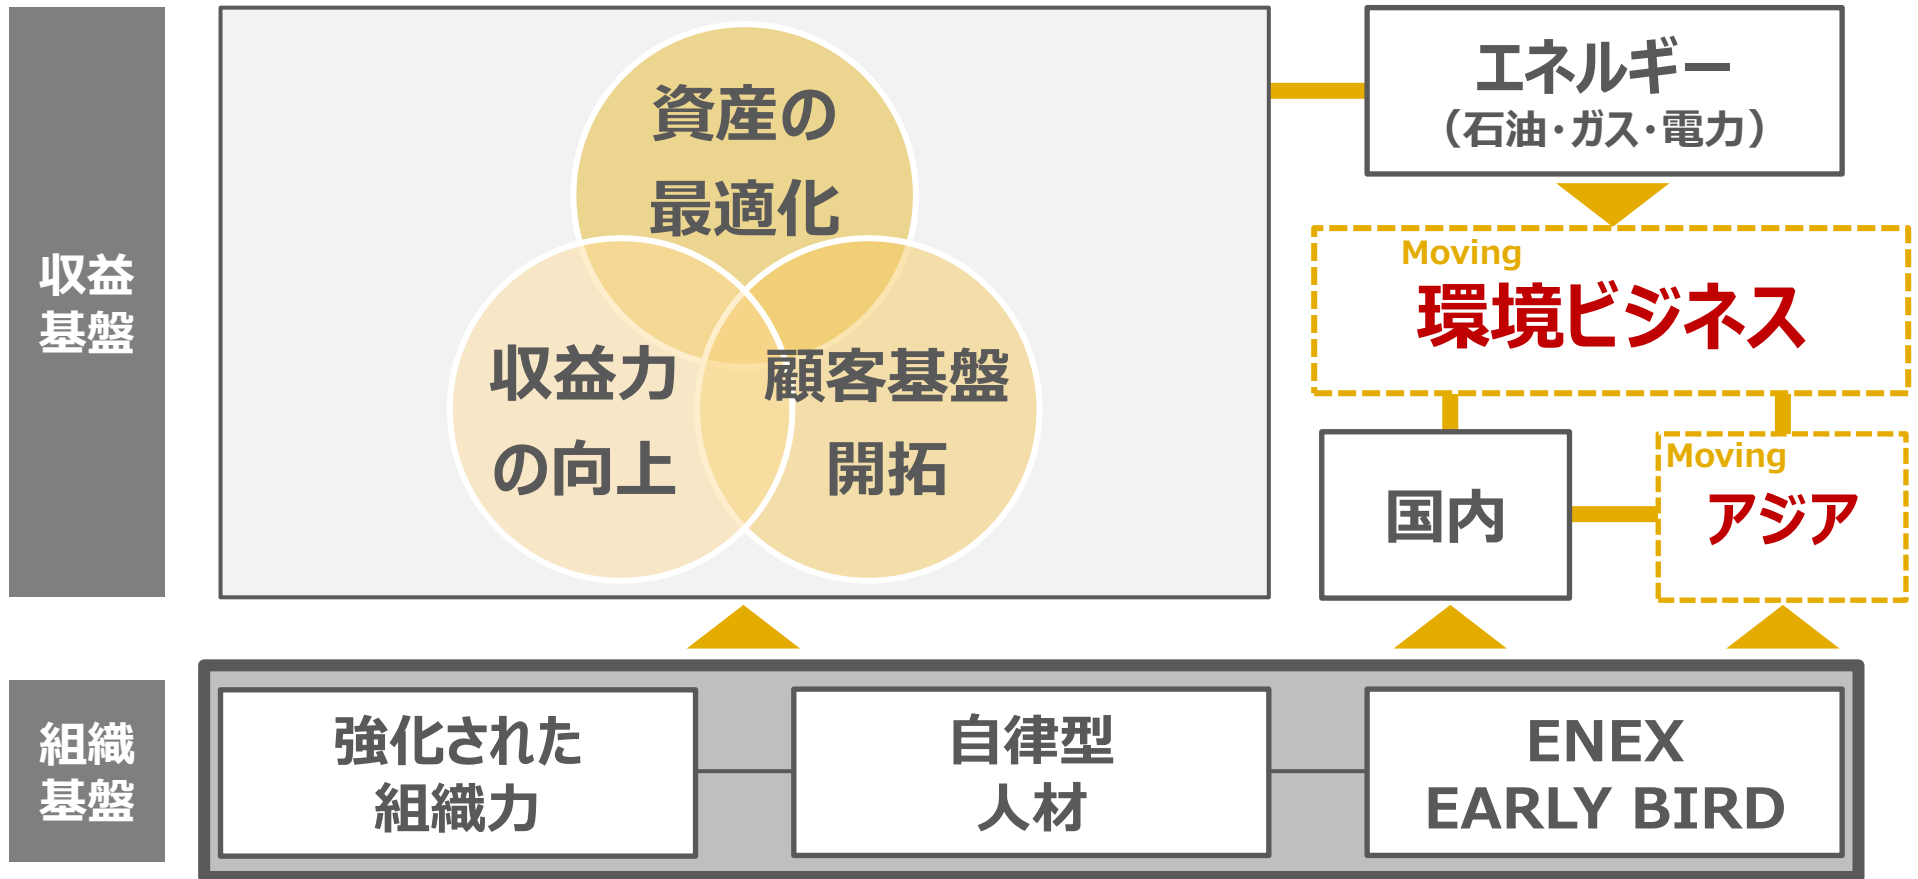 収益
基盤
資産の
最適化
収益力
の向上
顧客基盤
開拓
エネルギー
（石油・ガス・電力）
Moving
環境ビジネス
国内
Moving
アジア
組織
基盤
強化された
組織力
自律型
人材
ENEX
EARLY BIRD